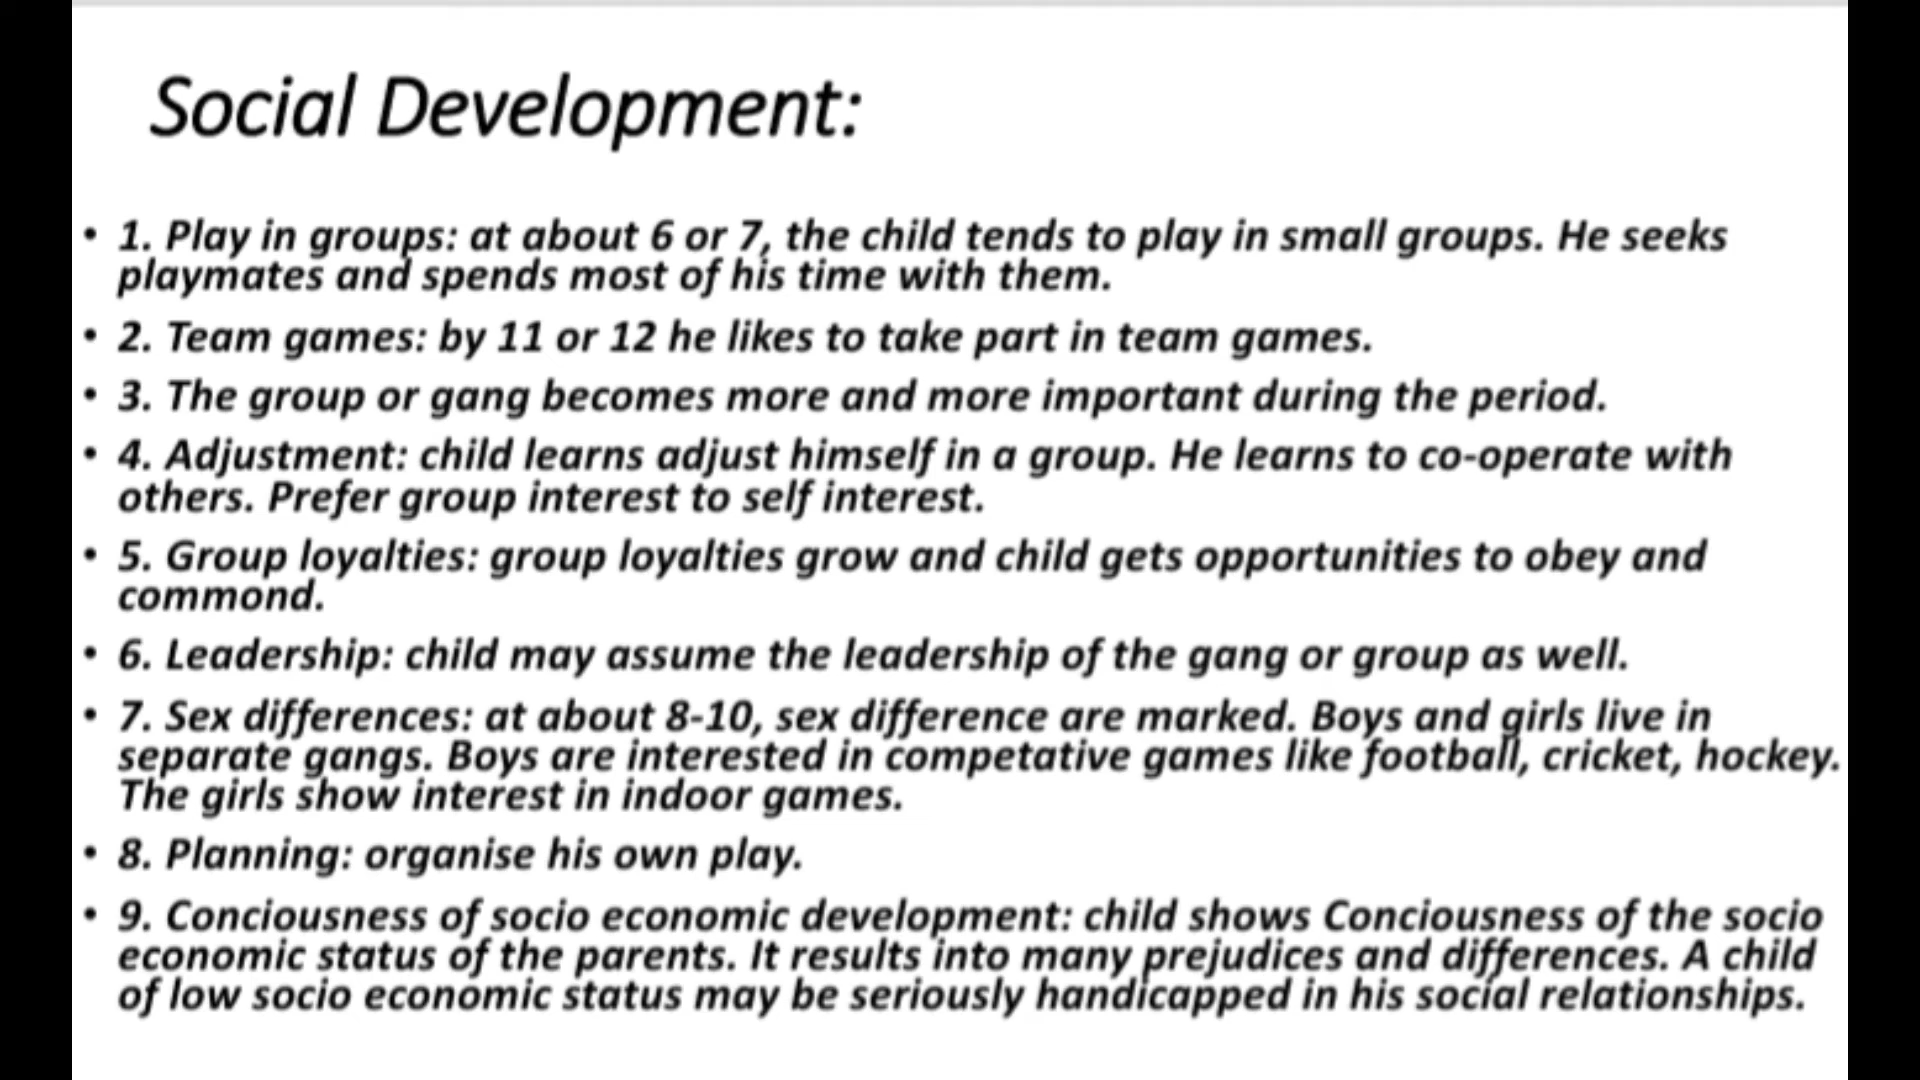 Social Development:
• 1. Play in groups: at about 6 or 7, the child tends to play in small groups. He seeks
playmates and spends most of his time with them.
• 2. Team games: by 11 or 12 he likes to take part in team games.
• 3. The group or gang becomes more and more important during the period.
• 4. Adjustment: child learns adjust himself in a group. He learns to co-operate with
others. Prefer group interest to self interest.
• 5. Group loyalties: group loyalties grow and child gets opportunities to obey and
commond.
• 6. Leadership: child may assume the leadership of the gang or group as well.
• 7. Sex differences: at about 8-10, sex difference are marked. Boys and girls live in
separate gangs. Boys are interested in competative games like football, cricket, hockey.
The girls show interest in indoor games.
• 8. Planning: organise his own play.
• 9. Conciousness of socio economic development: child shows Conciousness of the socio
economic status of the parents. It results into many prejudices and differences. A child
of low socio economic status may be seriously handicapped in his social relationships.